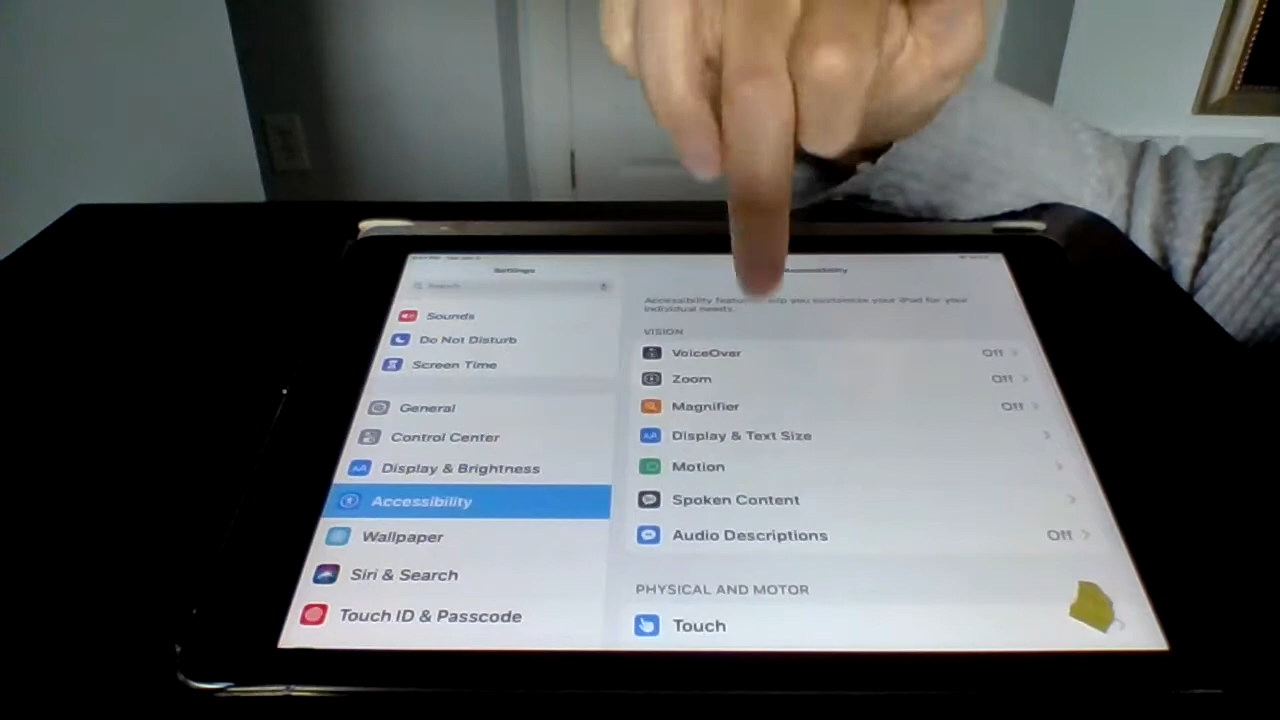 Settings
Accessibility
Search
Accessibility
you customize your iPad for your
individual needs.
Sounds
Do Not Disturb
Screen Time
General
Control Center
Display & Brightness
Accessibility
Wallpaper
Siri & Search
Touch ID & Passcode
VISION
VoiceOver Off
Zoom Off
Magnifier Off
Display & Text Size
Motion
Spoken Content
Audio Descriptions Off
PHYSICAL AND MOTOR
Touch